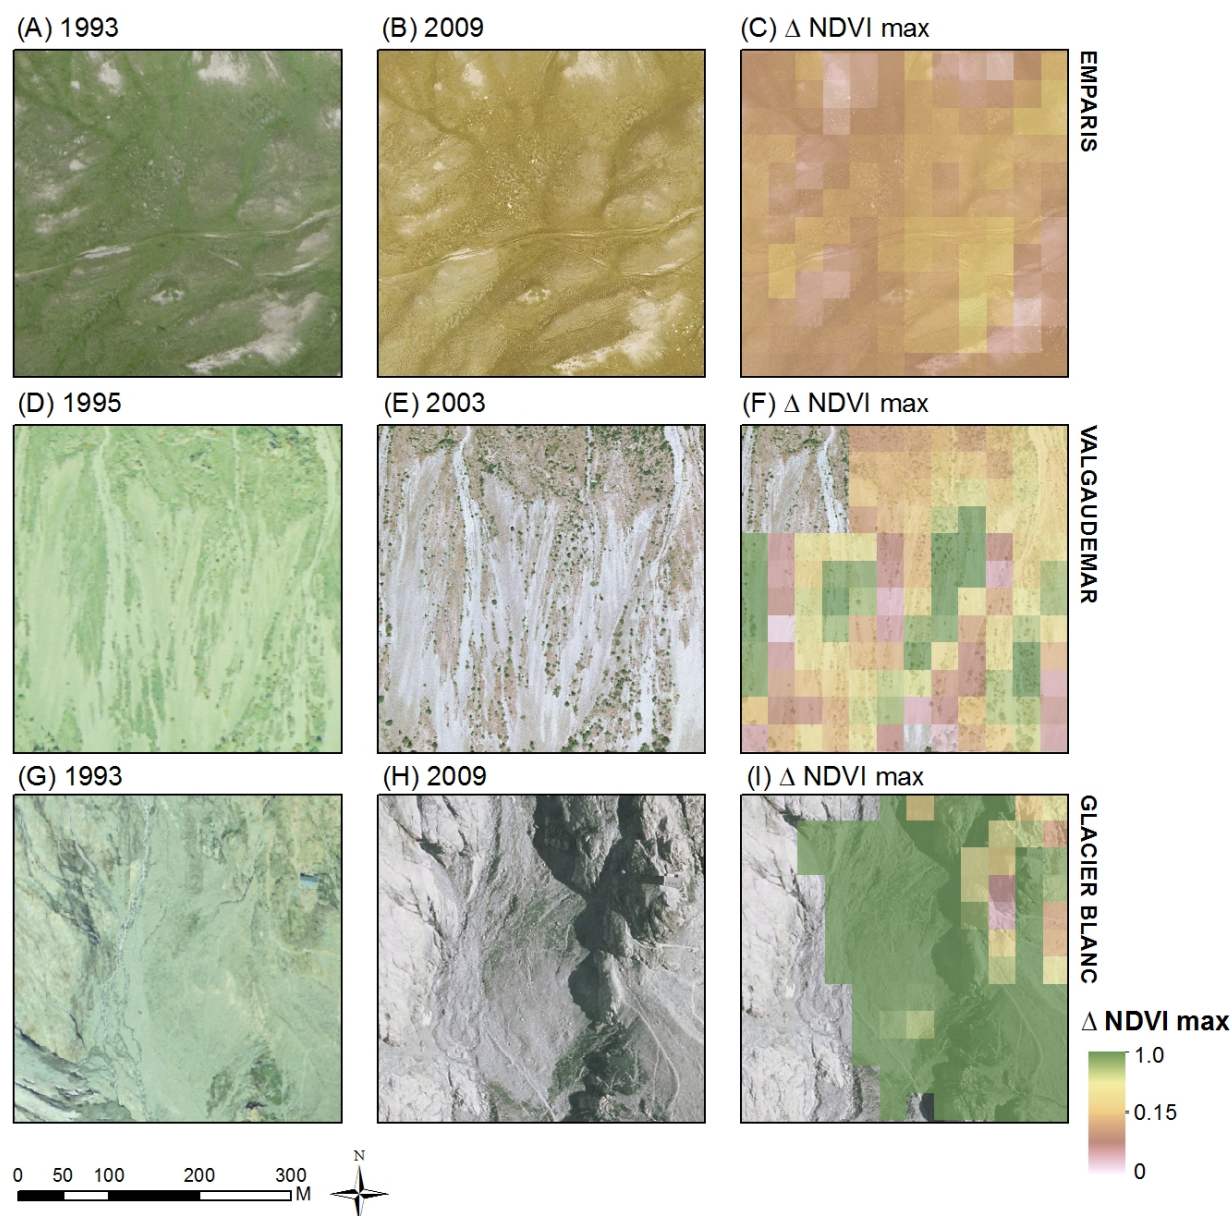 (A) 1993
(B) 2009
(C) Δ NDVI max
EMPARIS
(D) 1995
(E) 2003
(F) Δ NDVI max
VALGAUDEMAR
(G) 1993
(H) 2009
(I) Δ NDVI max
GLACIER BLANC
Δ NDVI max
1.0
0.15
0
0 50 100 200 300
M
N